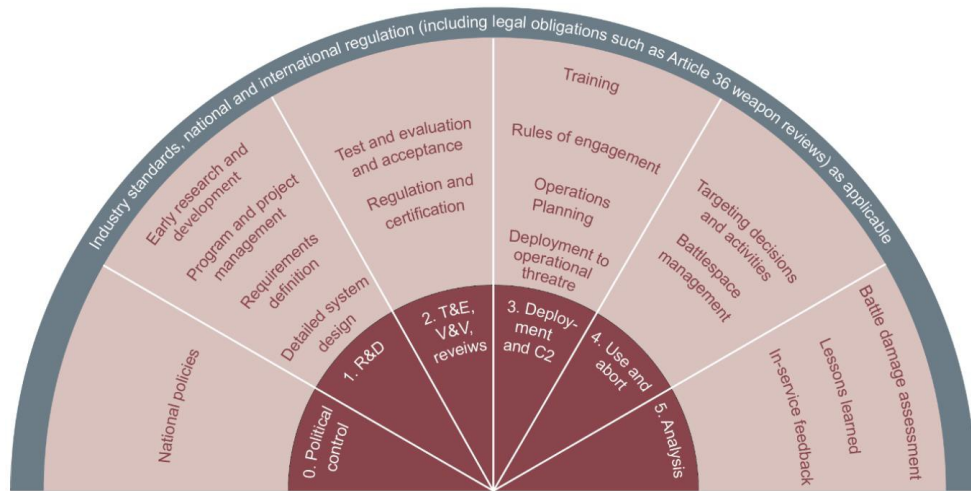 Industry standards, national and international regulation (including legal obligations such as Article 36 weapon reviews) as applicable
National policies
0. Political
control
Early research and
development
Program and project
management
Requirements
definition
Detailed system
design
1. R&D
Test and evaluation
and acceptance
Regulation and
certification
2. T&E,
V&V,
reveiws
Training
Rules of engagement
Operations
Planning
Deployment to
operational
threatre
3. Deploy-
ment
and C2
Targeting decisions
and activities
Battlespace
management
4. Use and
abort
Battle damage assessment
Lessons learned
In-service feedback
5. Analysis